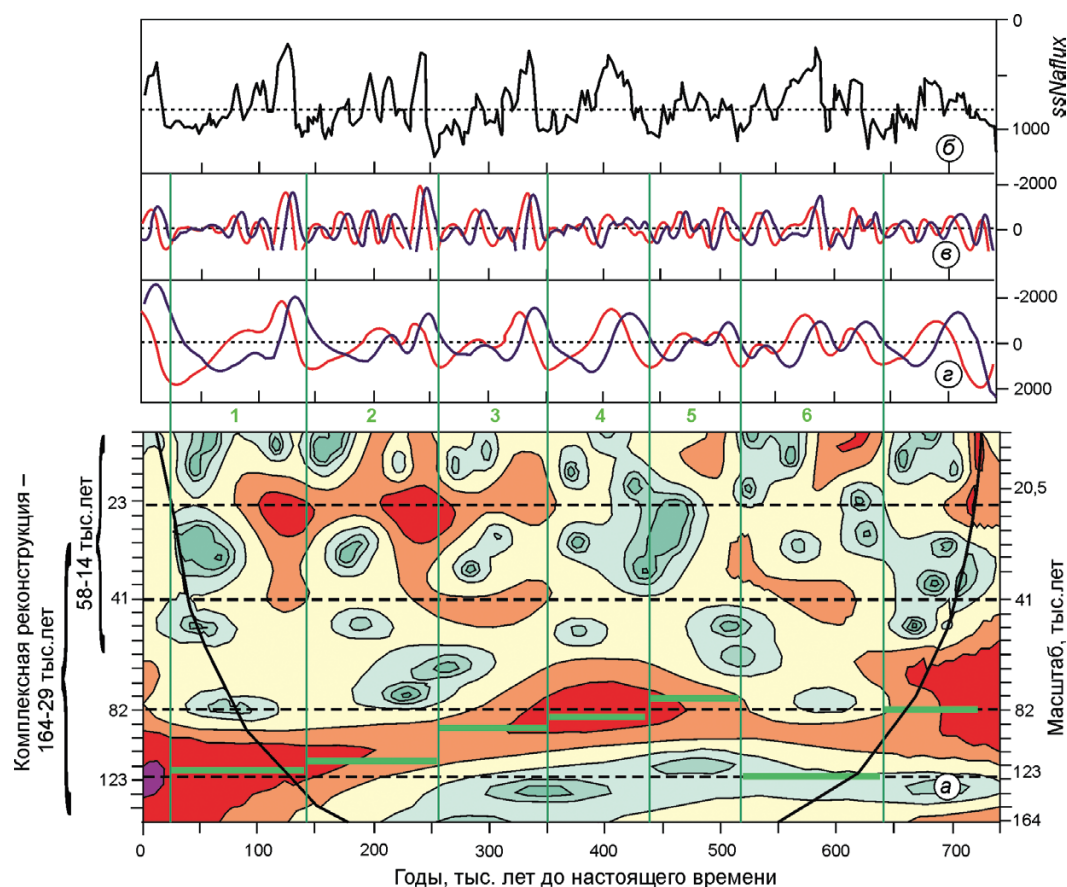 0
1000
ssNaflux
б
-2000
0
в
-2000
0
2000
г
1 2 3 4 5 6
Комплексная реконструкция –
164-29 тыс.лет
58-14 тыс.лет
23
41
82
123
20,5
41
82
123
164
Масштаб, тыс.лет
а
0 100 200 300 400 500 600 700
Годы, тыс. лет до настоящего времени